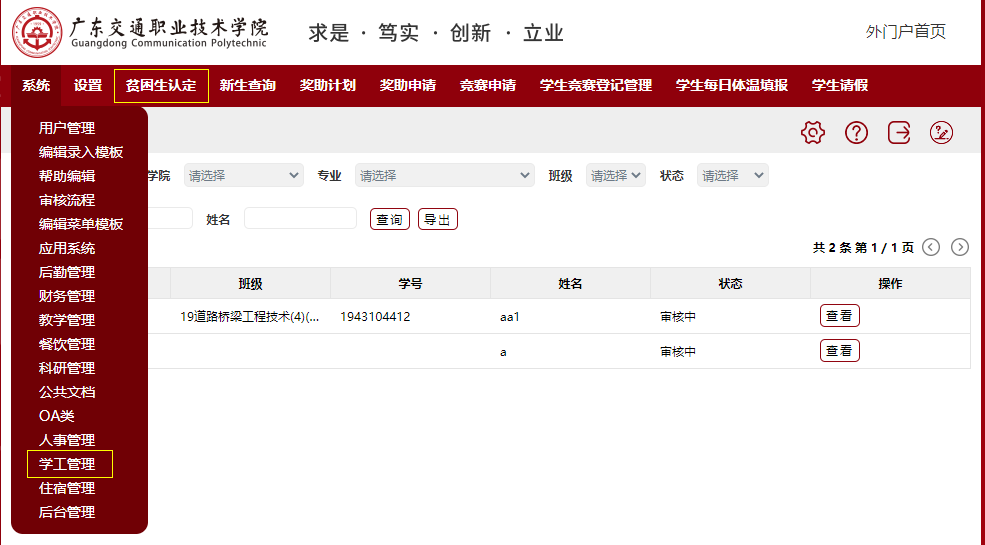 广东交通职业技术学院
Guangdong Communication Polytechnic
求是 · 笃实 · 创新 · 立业
外门户首页
系统 设置 贫困生认定 新生查询 奖助计划 奖助申请 竞赛申请 学生竞赛登记管理 学生每日体温填报 学生请假
用户管理
编辑录入模板
帮助编辑
审核流程
编辑菜单模板
应用系统
后勤管理
财务管理
教学管理
餐饮管理
科研管理
公共文档
OA类
人事管理
学工管理
住宿管理
后台管理
学院 请选择 专业 请选择 班级 请选择 状态 请选择
姓名 查询 导出
共 2 条 第 1 / 1 页
班级 学号 姓名 状态 操作
19道路桥梁工程技术(4)(... 1943104412 aa1 审核中 查看
a 审核中 查看